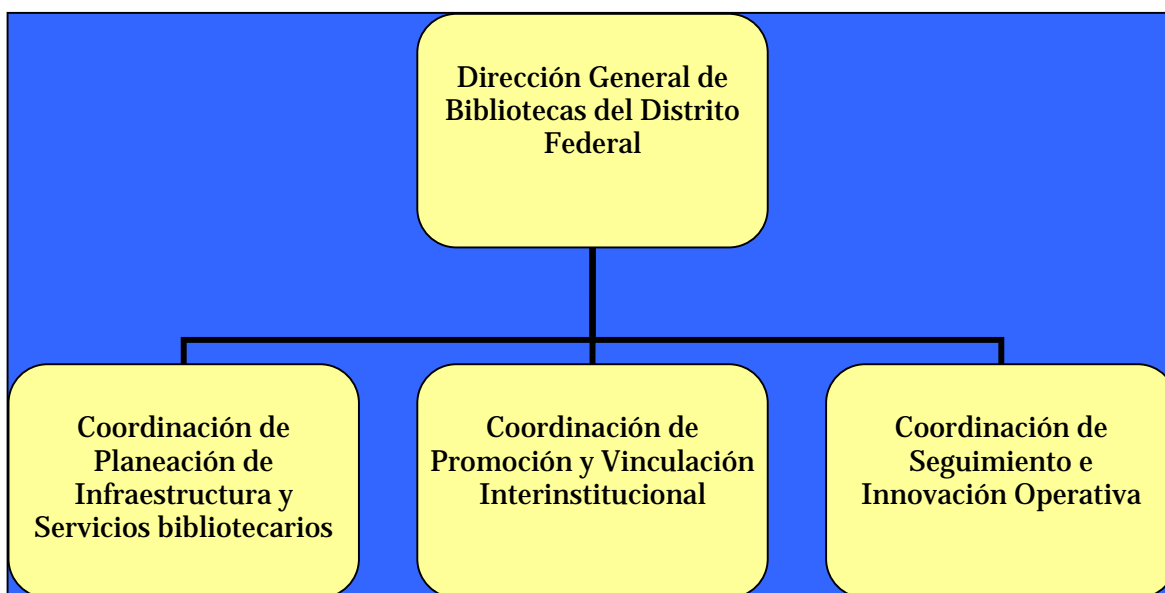 Dirección General de
Bibliotecas del Distrito
Federal
Coordinación de
Planeación de
Infraestructura y
Servicios bibliotecarios
Coordinación de
Promoción y Vinculación
Interinstitucional
Coordinación de
Seguimiento e
Innovación Operativa